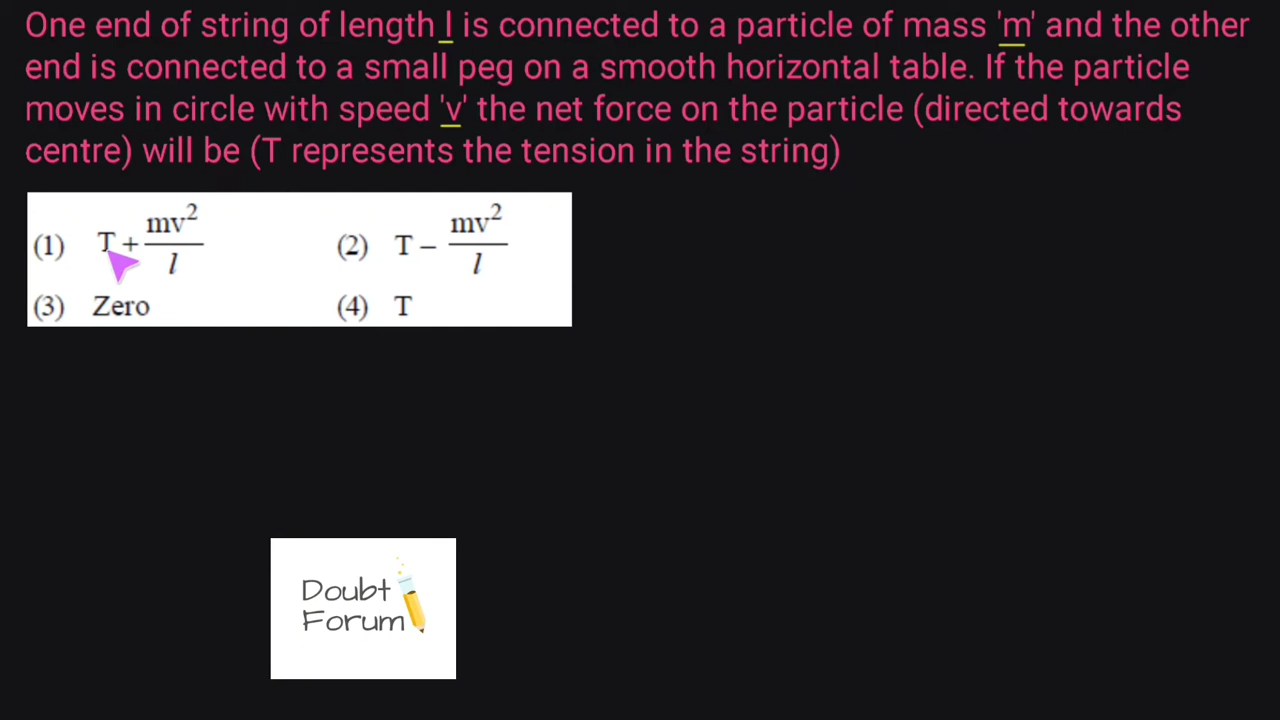 One end of string of length l is connected to a particle of mass 'm' and the other
end is connected to a small peg on a smooth horizontal table. If the particle
moves in circle with speed 'v' the net force on the particle (directed towards
centre) will be (T represents the tension in the string)
(1) T + mv²/l (2) T – mv²/l
(3) Zero (4) T
Doubt
Forum